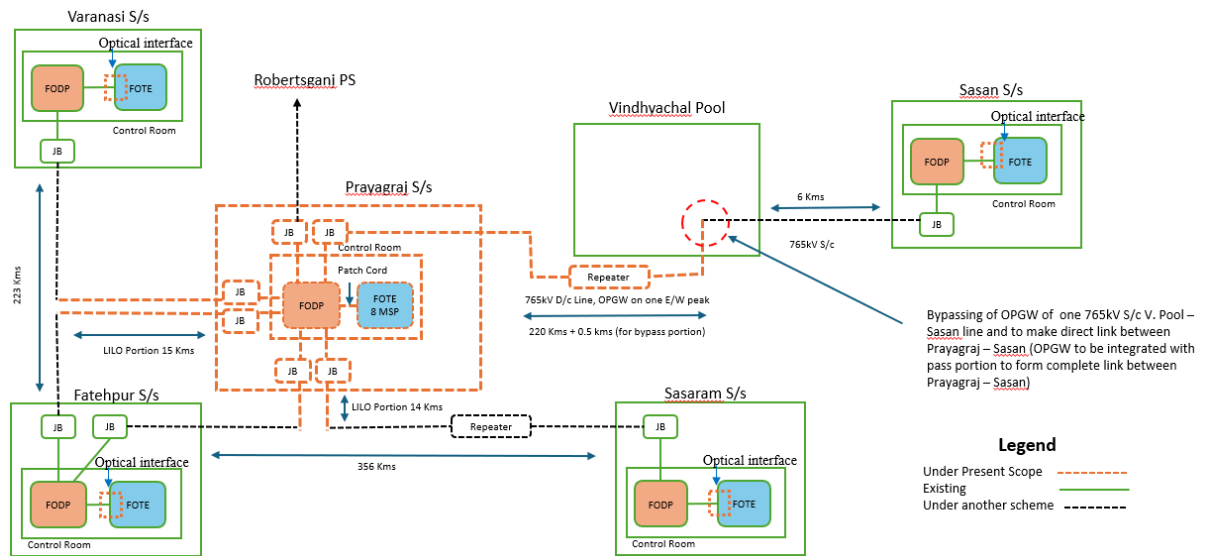 Varanasi S/s
Optical interface
FODP
FOTE
Control Room
JB
Robertsganj PS
Vindhyachal Pool
Sasan S/s
Optical interface
FODP
FOTE
Control Room
JB
6 Kms
765kV S/c
Prayagraj S/s
JB
JB
Control Room
Patch Cord
JB
JB
FODP
FOTE
8 MSP
JB
JB
Repeater
765kV D/c Line, OPGW on one E/W peak
220 Kms + 0.5 kms (for bypass portion)
223 Kms
LILO Portion 15 Kms
LILO Portion 14 Kms
Bypassing of OPGW of one 765kV S/c V. Pool –
Sasan line and to make direct link between
Prayagraj – Sasan (OPGW to be integrated with
pass portion to form complete link between
Prayagraj – Sasan)
Fatehpur S/s
JB
JB
Optical interface
FODP
FOTE
Control Room
Repeater
356 Kms
Sasaram S/s
JB
Optical interface
FODP
FOTE
Control Room
Legend
Under Present Scope
Existing
Under another scheme